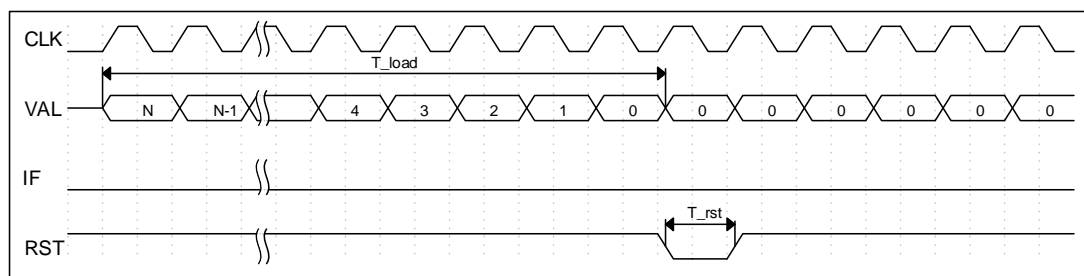 CLK
T_load
VAL N N-1 4 3 2 1 0 0 0 0 0 0 0
IF
T_rst
RST